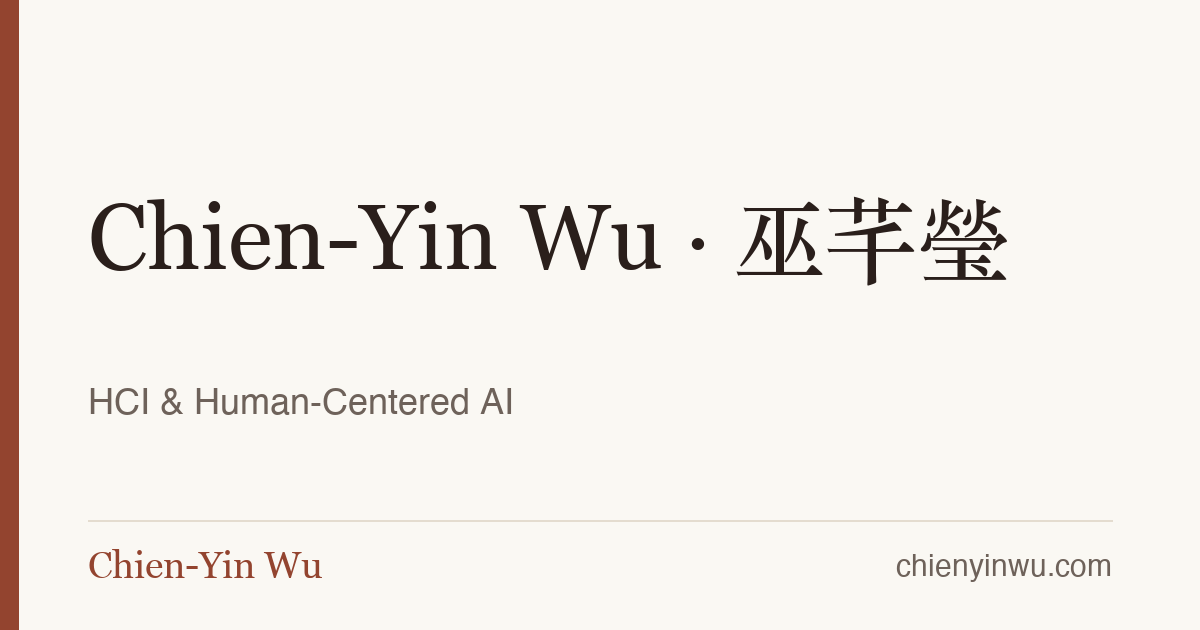 Chien-Yin Wu · 巫芊瑩
HCI & Human-Centered AI
Chien-Yin Wu
chienyinwu.com